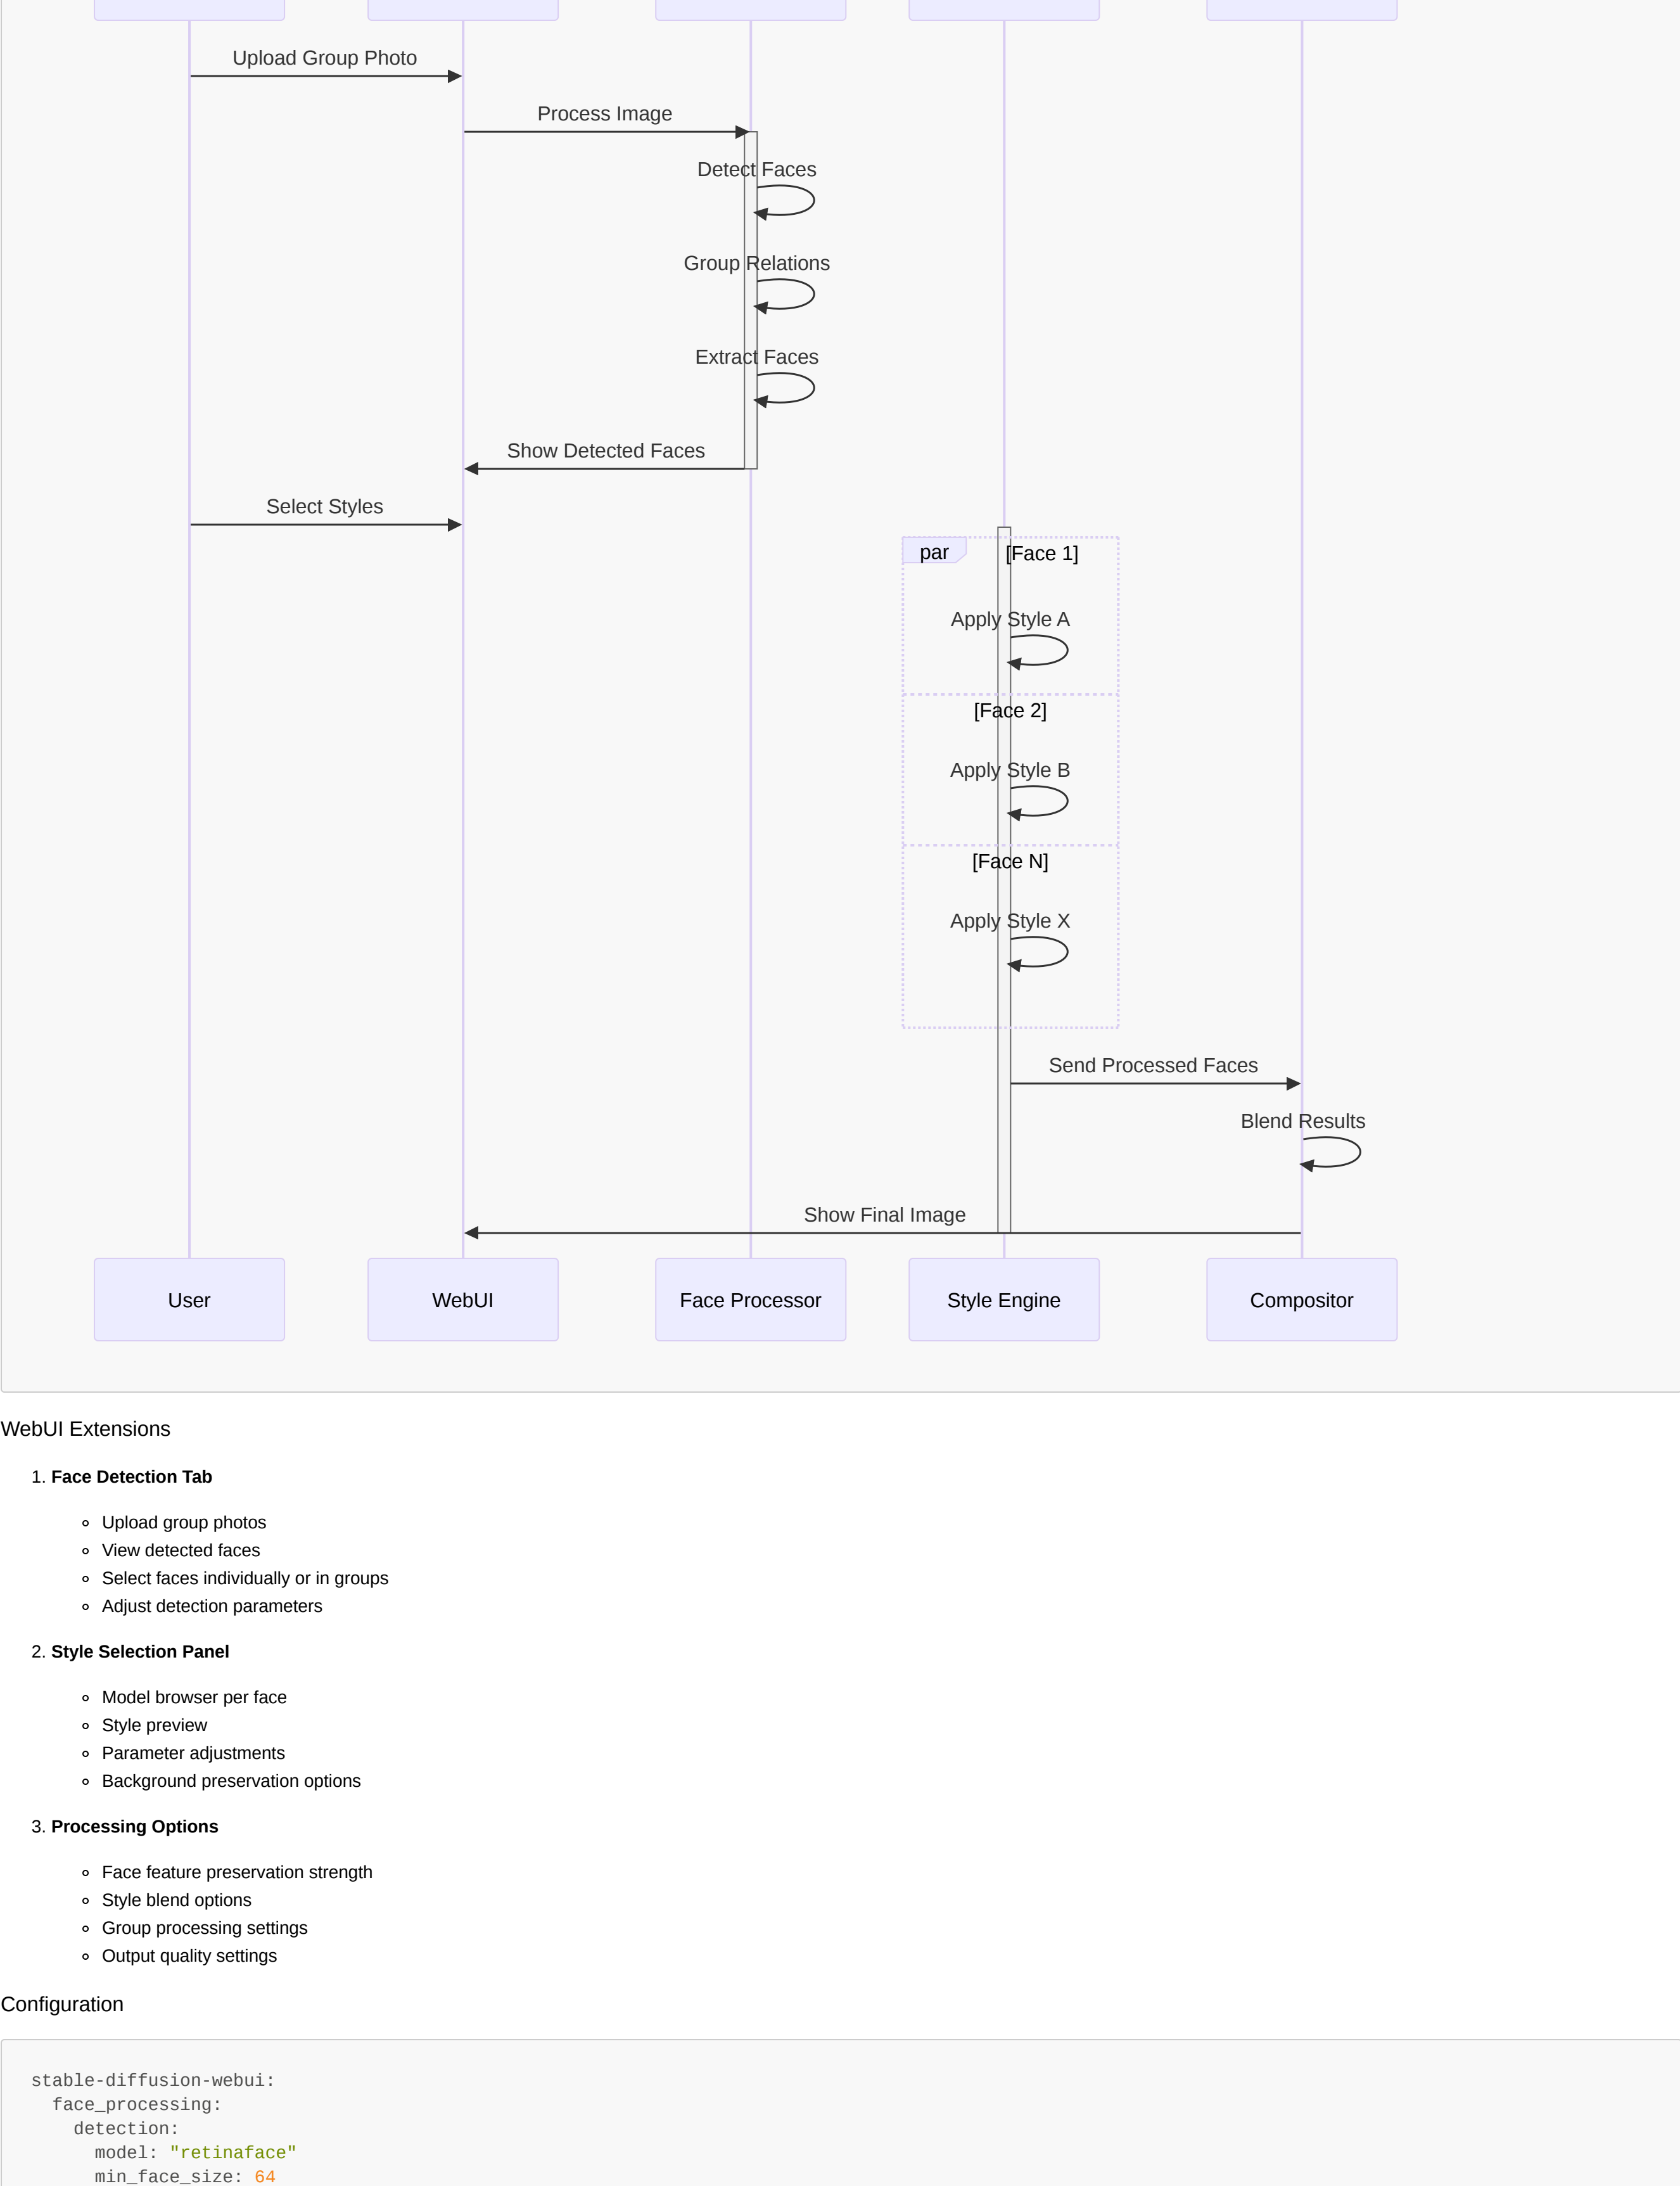 Upload Group Photo
Process Image
Detect Faces
Group Relations
Extract Faces
Show Detected Faces
Select Styles
par [Face 1]
Apply Style A
[Face 2]
Apply Style B
[Face N]
Apply Style X
Send Processed Faces
Blend Results
Show Final Image
User WebUI Face Processor Style Engine Compositor
WebUI Extensions
1. Face Detection Tab
Upload group photos
View detected faces
Select faces individually or in groups
Adjust detection parameters
2. Style Selection Panel
Model browser per face
Style preview
Parameter adjustments
Background preservation options
3. Processing Options
Face feature preservation strength
Style blend options
Group processing settings
Output quality settings
Configuration
stable-diffusion-webui:
  face_processing:
    detection:
      model: "retinaface"
      min_face_size: 64